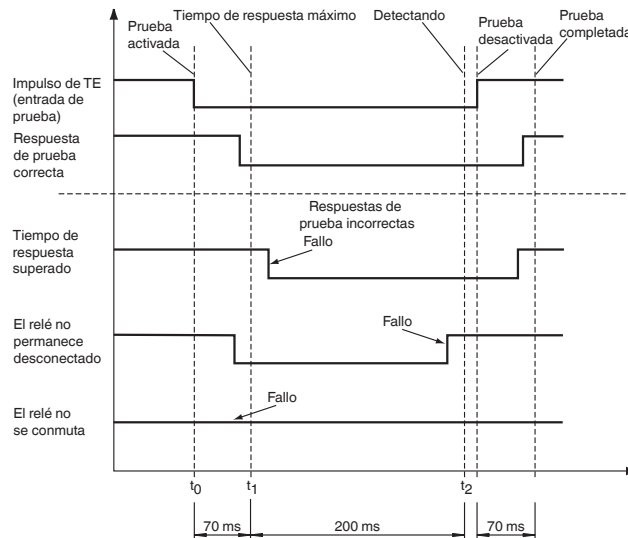 Prueba
activada
Tiempo de respuesta máximo
Detectando
Prueba
desactivada
Prueba
completada
Impulso de TE
(entrada de
prueba)
Respuesta
de prueba
correcta
Respuestas de
prueba incorrectas
Tiempo de
respuesta
superado
Fallo
El relé no
permanece
desconectado
Fallo
El relé no
se conmuta
Fallo
t0
t1
t2
70 ms
200 ms
70 ms